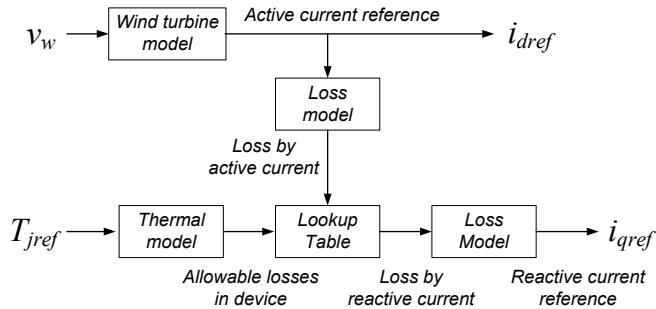 Active current reference
v_w
Wind turbine
model
i_dref
Loss
model
Loss by
active current
T_jref
Thermal
model
Lookup
Table
Loss
Model
i_qref
Allowable losses
in device
Loss by
reactive current
Reactive current
reference